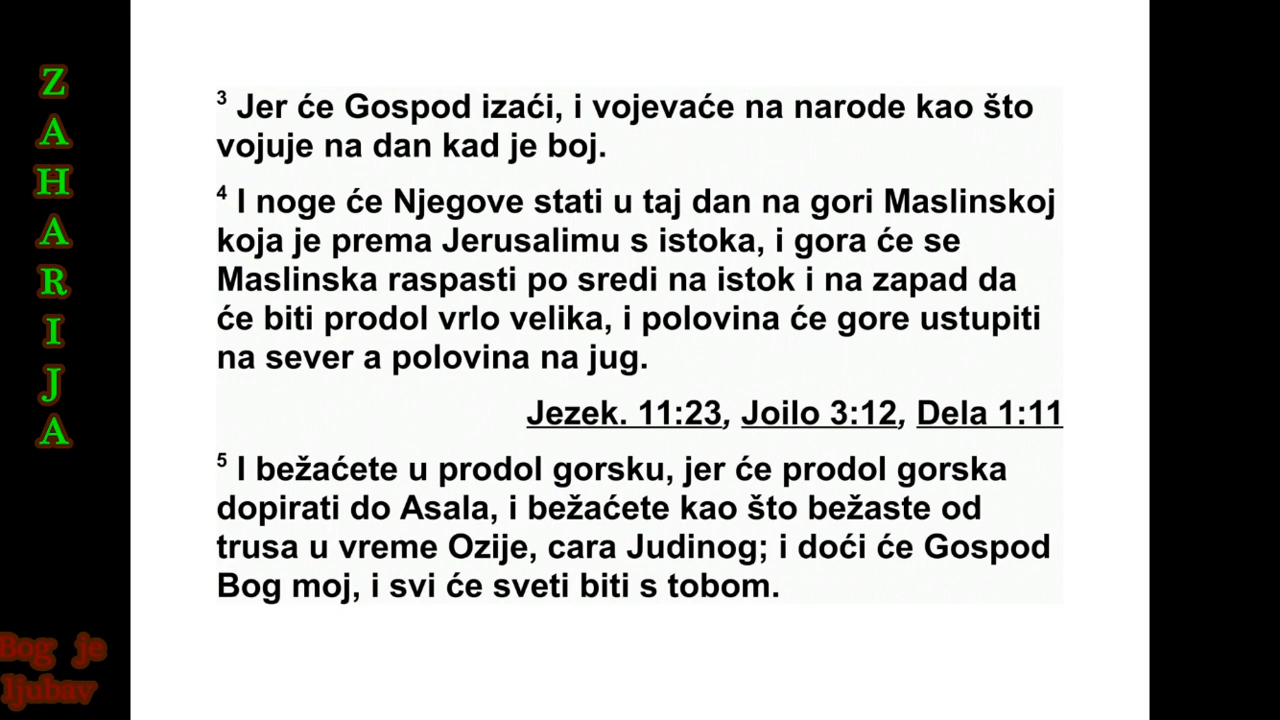 ZAHARIJA
3 Jer će Gospod izaći, i vojevaće na narode kao što
vojuje na dan kad je boj.
4 I noge će Njegove stati u taj dan na gori Maslinskoj
koja je prema Jerusalimu s istoka, i gora će se
Maslinska raspasti po sredi na istok i na zapad da
će biti prodol vrlo velika, i polovina će gore ustupiti
na sever a polovina na jug.
Jezek. 11:23, Joilo 3:12, Dela 1:11
5 I bežaćete u prodol gorsku, jer će prodol gorska
dopirati do Asala, i bežaćete kao što bežaste od
trusa u vreme Ozije, cara Judinog; i doći će Gospod
Bog moj, i svi će sveti biti s tobom.
Bog je
ljubav